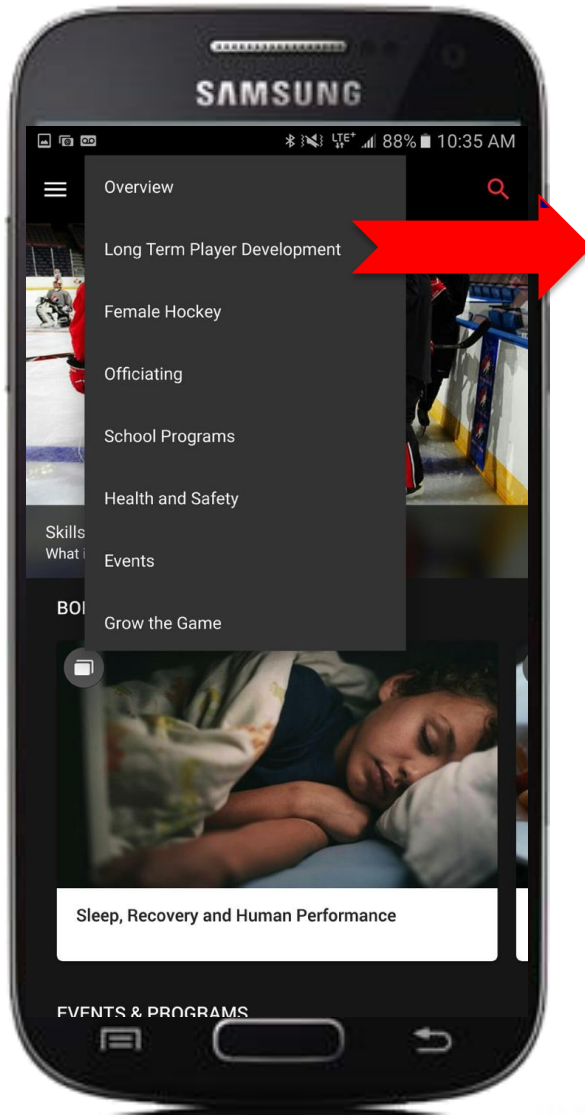 SAMSUNG
LTE+ 88% 10:35 AM
Overview
Long Term Player Development
Female Hockey
Officiating
School Programs
Health and Safety
Events
Grow the Game
Skills
What i
BO
Sleep, Recovery and Human Performance
EVENTS & PROGRAMS